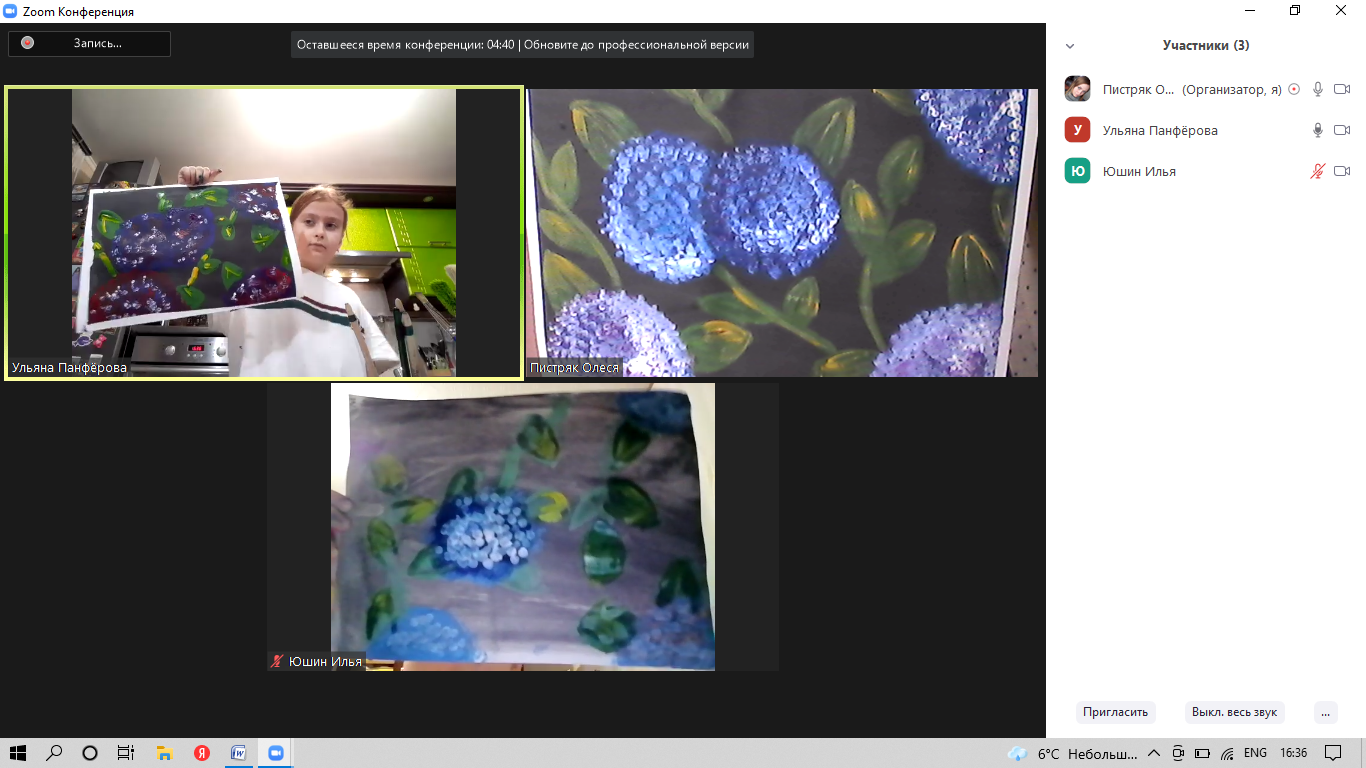 Zoom Конференция
Запись...
Оставшееся время конференции: 04:40 | Обновите до профессиональной версии
Участники (3)
Пистряк О... (Организатор, я)
У Ульяна Панфёрова
Ю Юшин Илья
Ульяна Панфёрова
Пистряк Олеся
Юшин Илья
Пригласить
Выкл. весь звук
...
Я
W
6°C Небольш...
ENG
16:36